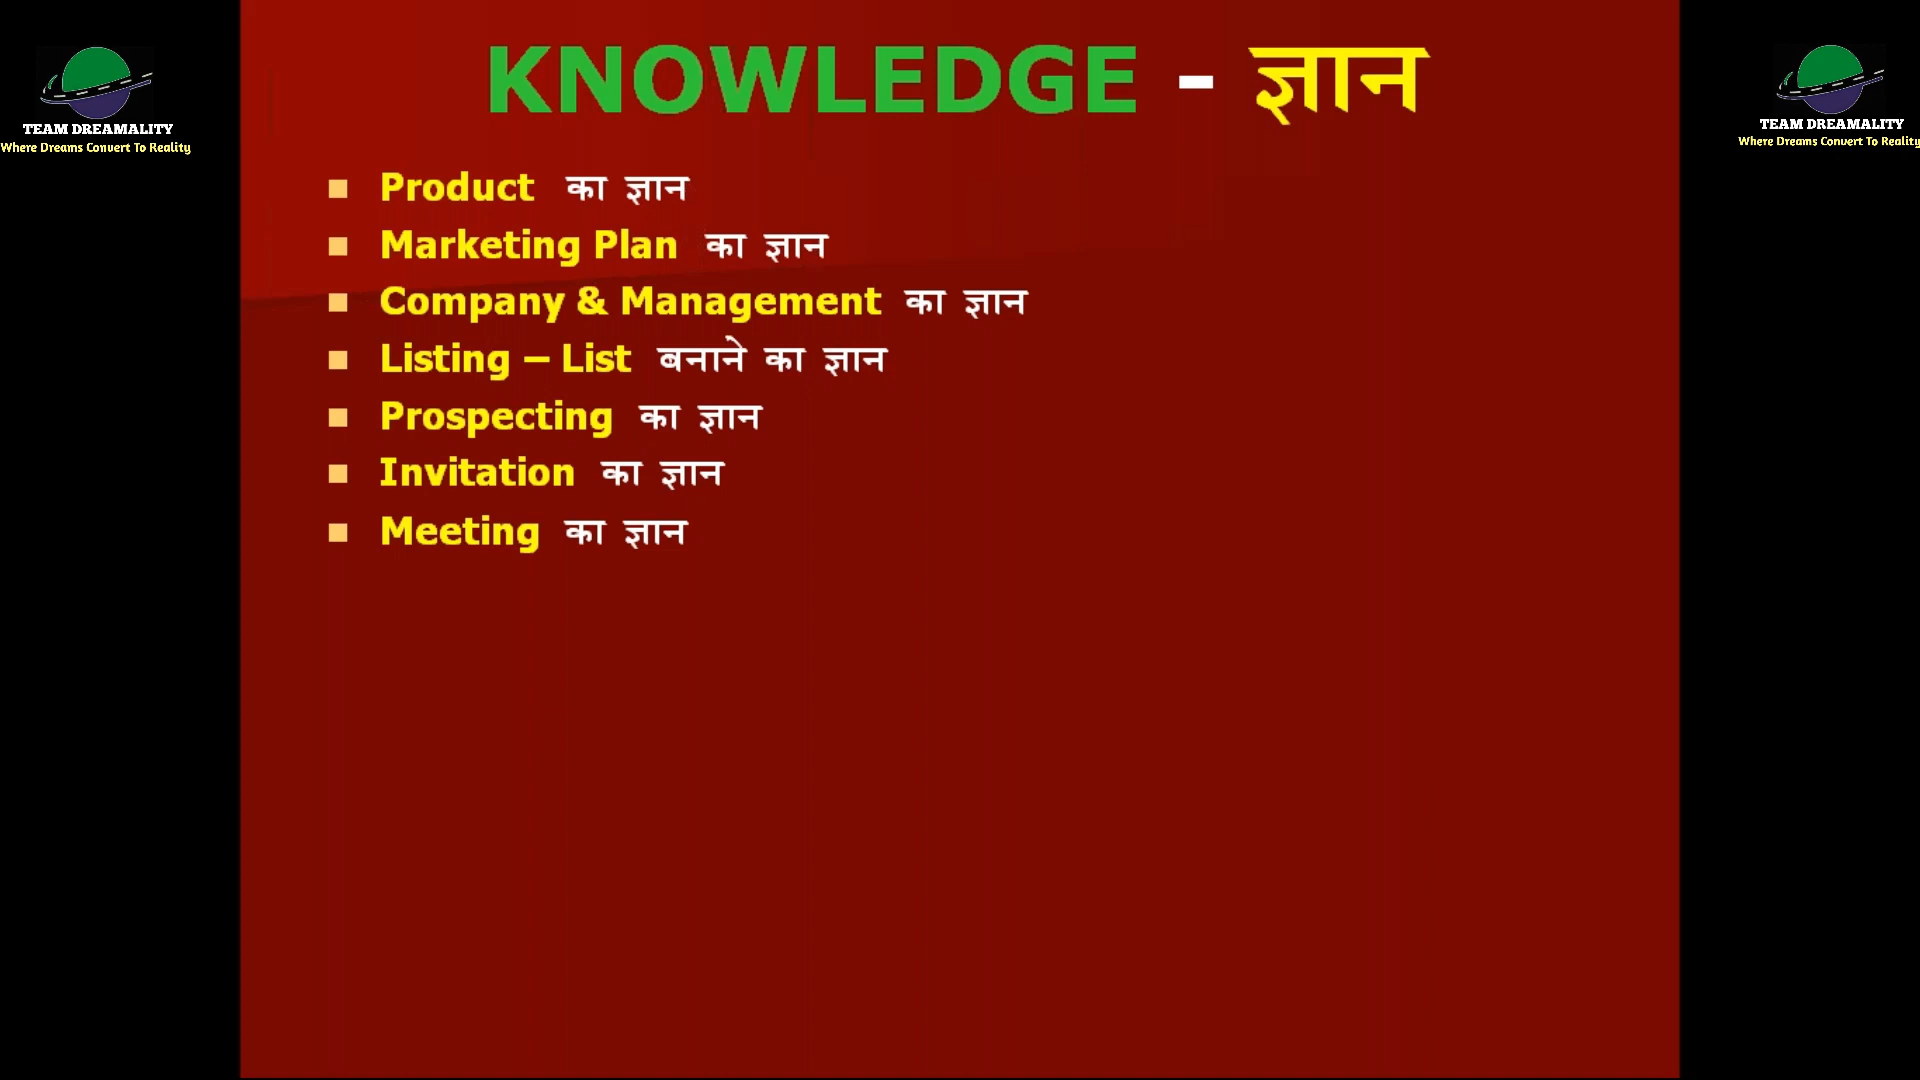 KNOWLEDGE - ज्ञान
TEAM DREAMALITY
Where Dreams Convert To Reality
TEAM DREAMALITY
Where Dreams Convert To Reality
Product का ज्ञान
Marketing Plan का ज्ञान
Company & Management का ज्ञान
Listing – List बनाने का ज्ञान
Prospecting का ज्ञान
Invitation का ज्ञान
Meeting का ज्ञान